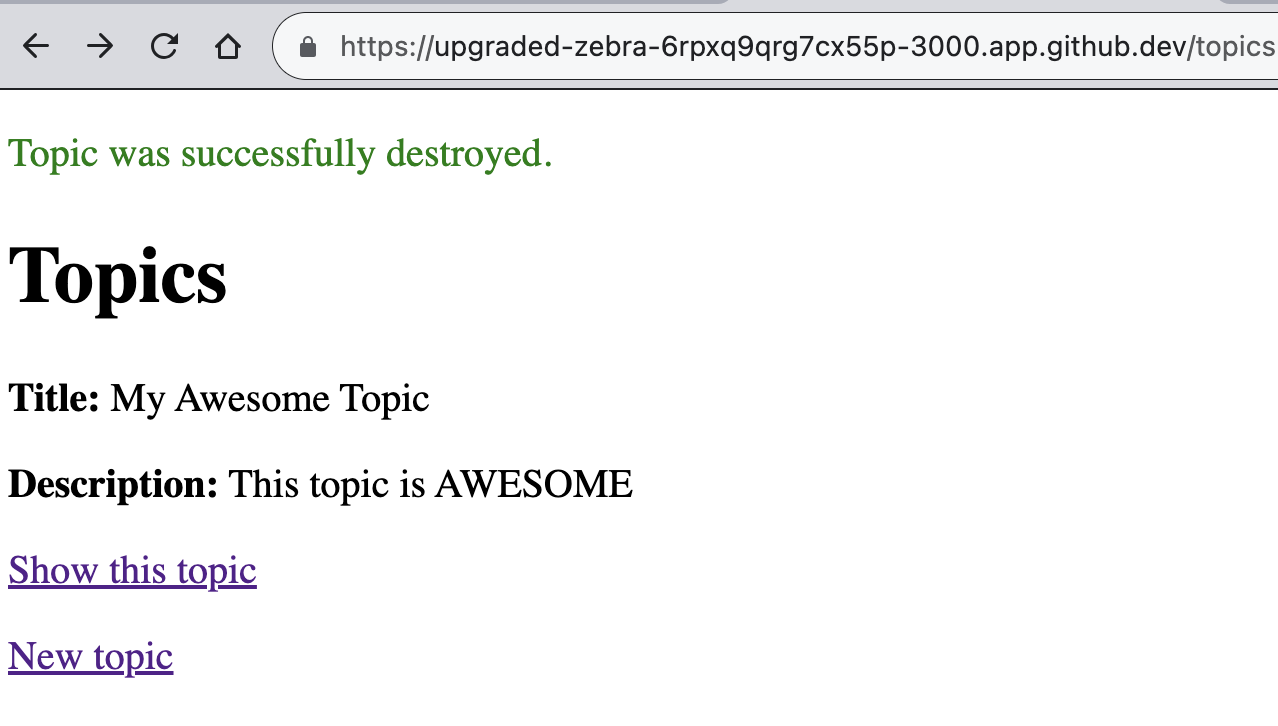 https://upgraded-zebra-6rpxq9qrg7cx55p-3000.app.github.dev/topics
Topic was successfully destroyed.
Topics
Title: My Awesome Topic
Description: This topic is AWESOME
Show this topic
New topic